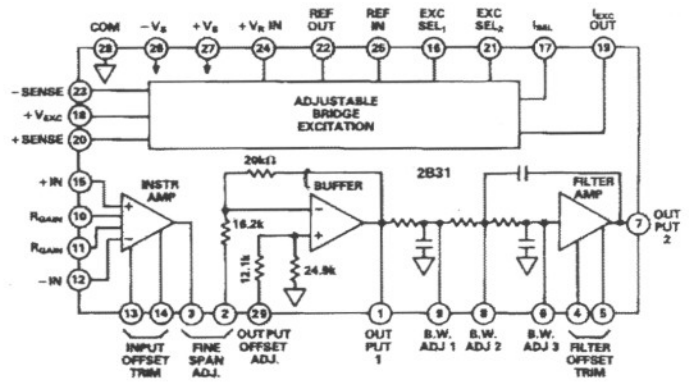 COM
- VS
+ VS
+ VR IN
REF OUT
REF IN
EXC SEL1
EXC SEL2
ISEL
IEXC OUT
28
26
27
24
22
25
16
21
17
19
- SENSE
23
+ VEXC
18
+ SENSE
20
ADJUSTABLE
BRIDGE
EXCITATION
20kΩ
BUFFER
2B31
FILTER
AMP
+ IN
15
INSTR
AMP
RGAIN
10
RGAIN
11
- IN
12
16.2k
12.1k
24.9k
7
OUT
PUT
2
13
14
3
2
29
1
9
8
6
4
5
INPUT
OFFSET
TRIM
FINE
SPAN
ADJ.
OUTPUT
OFFSET ADJ.
OUT
PUT
1
B.W.
ADJ 1
B.W.
ADJ 2
B.W.
ADJ 3
FILTER
OFFSET
TRIM